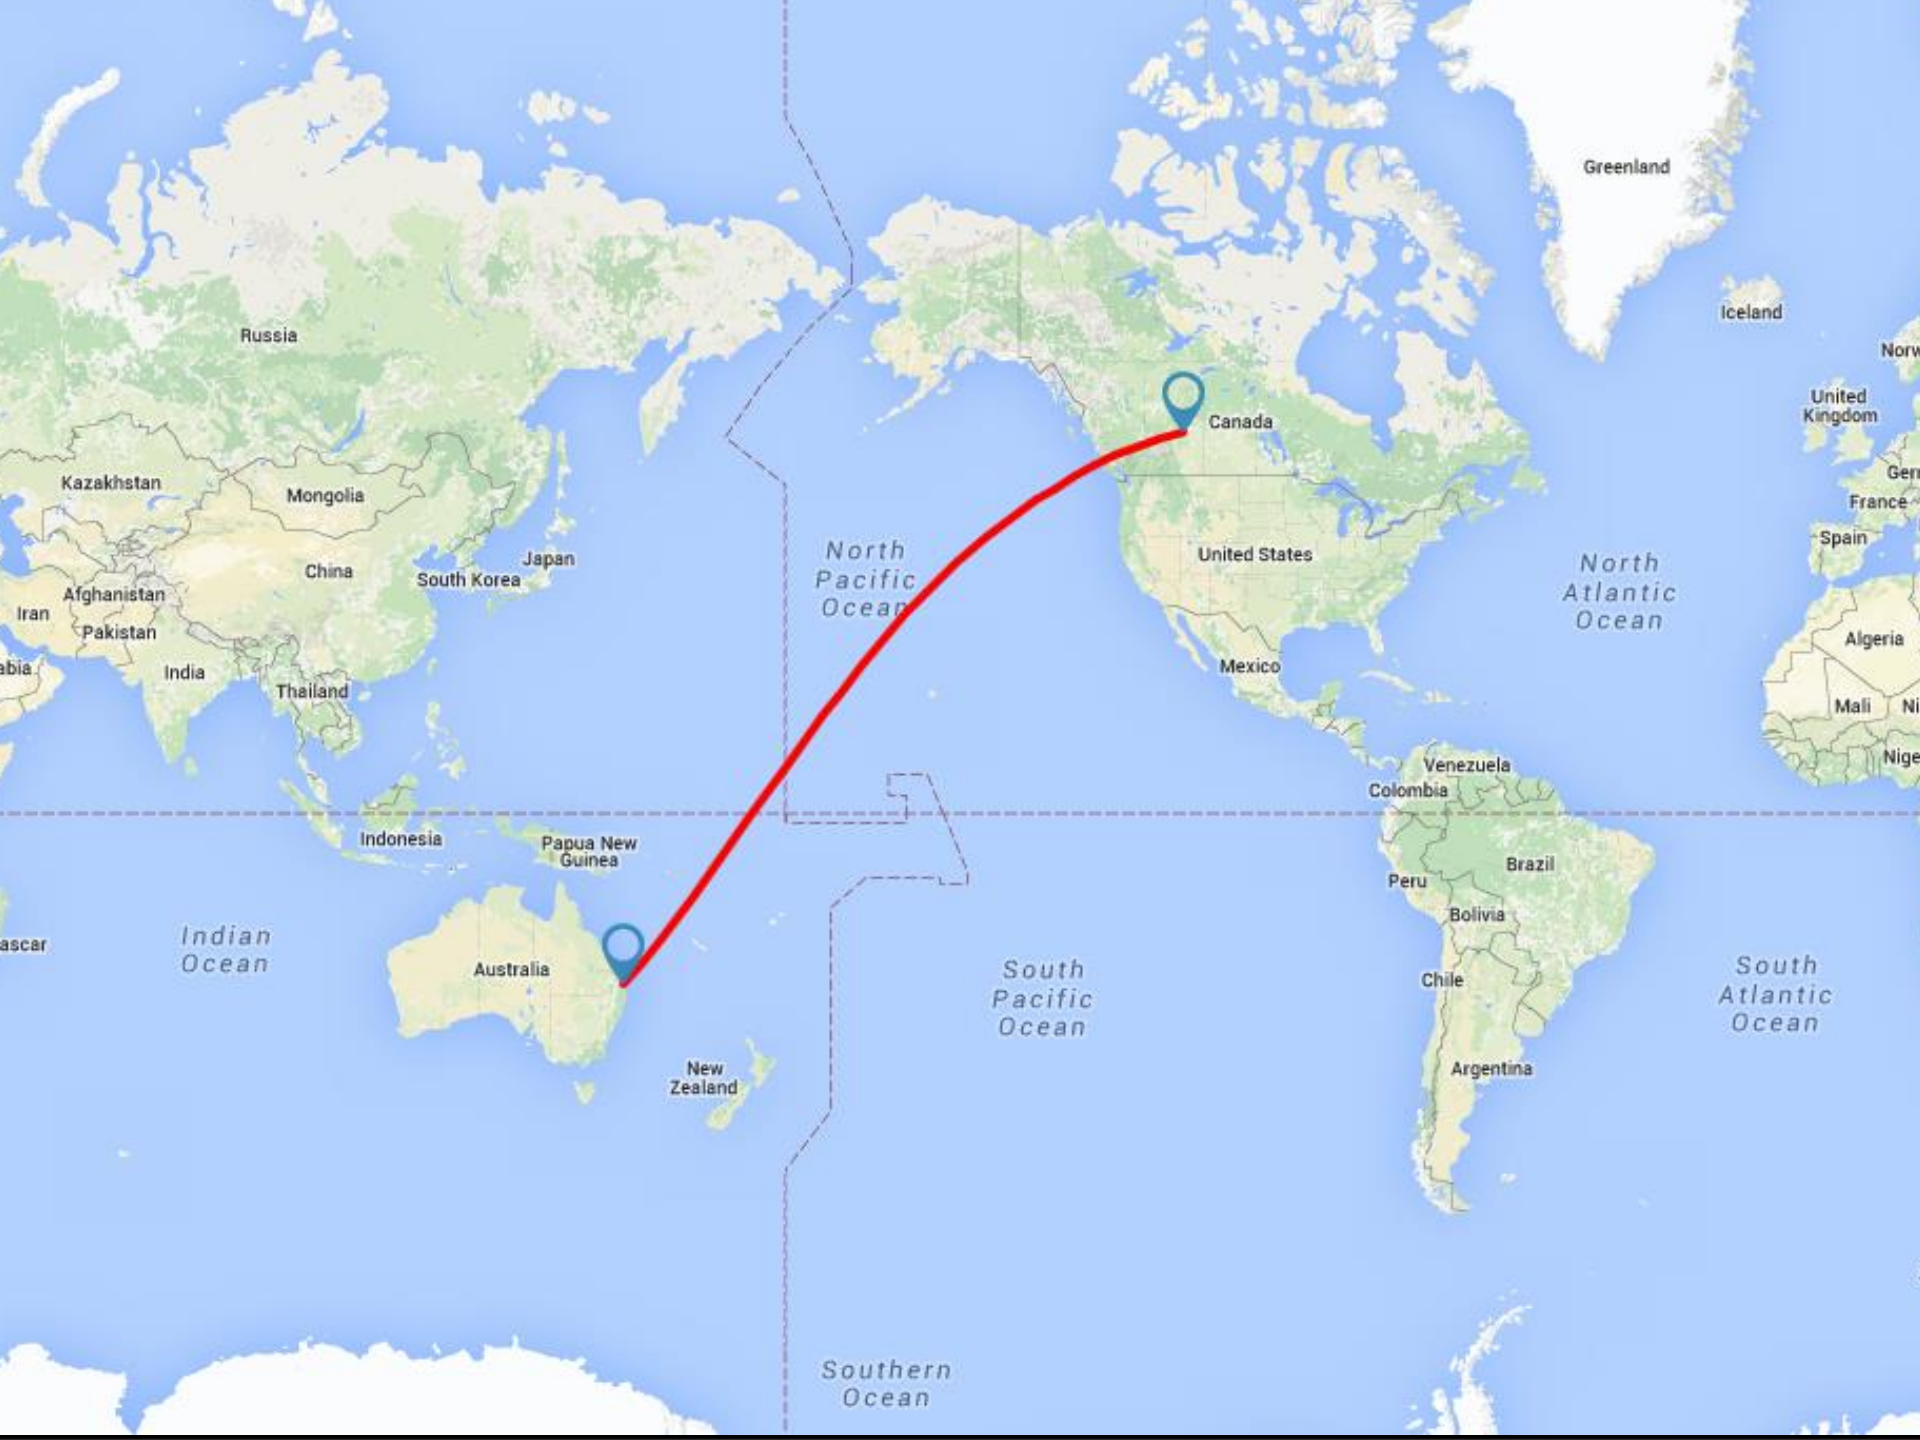 Greenland
Iceland
Russia
Norw
United
Kingdom
Canada
Kazakhstan
Mongolia
Ger
France
Spain
North
Pacific
Ocean
United States
North
Atlantic
Ocean
Japan
South Korea
China
Afghanistan
Iran
Pakistan
India
Thailand
abia
Mexico
Algeria
Mali
Ni
Nige
Venezuela
Colombia
Indonesia
Papua New
Guinea
Brazil
Peru
Bolivia
ascar
Indian
Ocean
Australia
South
Pacific
Ocean
Chile
South
Atlantic
Ocean
New
Zealand
Argentina
Southern
Ocean